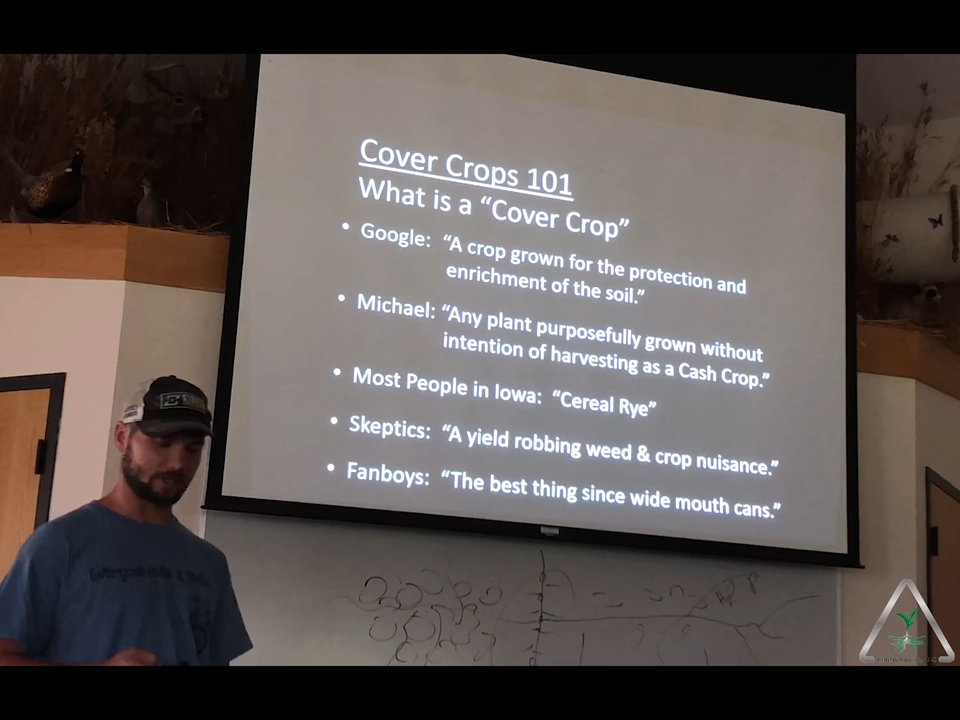 Cover Crops 101
What is a “Cover Crop”
• Google: “A crop grown for the protection and
enrichment of the soil.”
• Michael: “Any plant purposefully grown without
intention of harvesting as a Cash Crop.”
• Most People in Iowa: “Cereal Rye”
• Skeptics: “A yield robbing weed & crop nuisance.”
• Fanboys: “The best thing since wide mouth cans.”